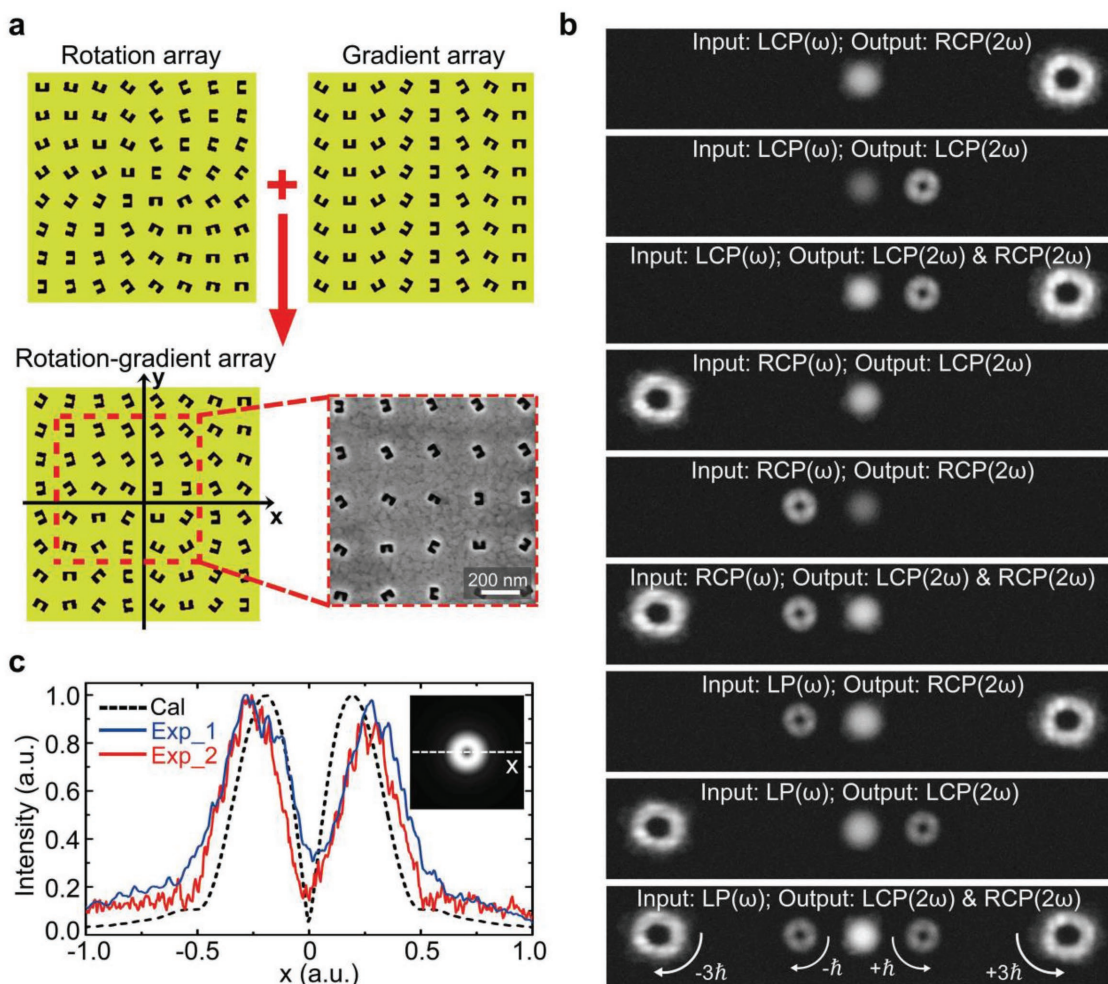 a
Rotation array
Gradient array
+
Rotation-gradient array
y
x
200 nm
b
Input: LCP(ω); Output: RCP(2ω)
Input: LCP(ω); Output: LCP(2ω)
Input: LCP(ω); Output: LCP(2ω) & RCP(2ω)
Input: RCP(ω); Output: LCP(2ω)
Input: RCP(ω); Output: RCP(2ω)
Input: RCP(ω); Output: LCP(2ω) & RCP(2ω)
Input: LP(ω); Output: RCP(2ω)
Input: LP(ω); Output: LCP(2ω)
Input: LP(ω); Output: LCP(2ω) & RCP(2ω)
-3ħ -ħ +ħ +3ħ
c
Intensity (a.u.)
1.0
0.8
0.6
0.4
0.2
0.0
Cal
Exp_1
Exp_2
X
-1.0 -0.5 0 0.5 1.0
x (a.u.)